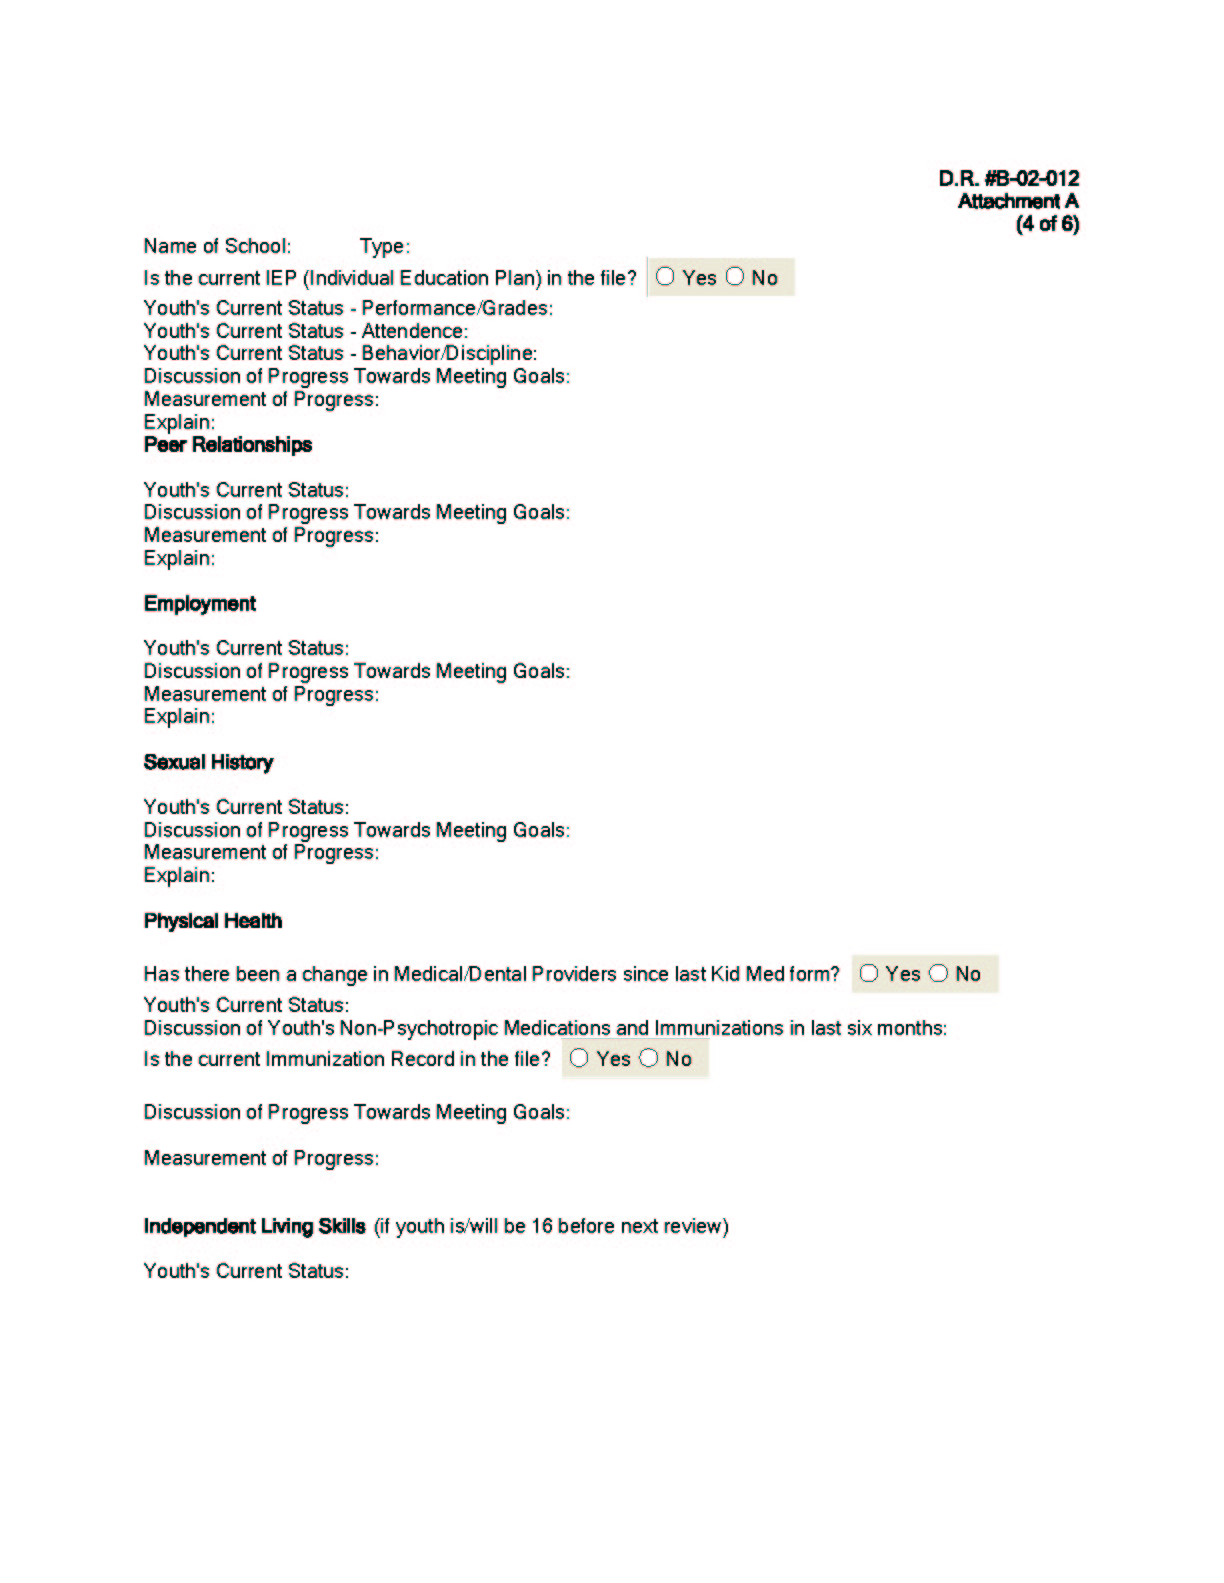 D.R. #B-02-012
Attachment A
(4 of 6)
Name of School: Type:
Is the current IEP (Individual Education Plan) in the file? Yes No
Youth's Current Status - Performance/Grades:
Youth's Current Status - Attendence:
Youth's Current Status - Behavior/Discipline:
Discussion of Progress Towards Meeting Goals:
Measurement of Progress:
Explain:
Peer Relationships
Youth's Current Status:
Discussion of Progress Towards Meeting Goals:
Measurement of Progress:
Explain:
Employment
Youth's Current Status:
Discussion of Progress Towards Meeting Goals:
Measurement of Progress:
Explain:
Sexual History
Youth's Current Status:
Discussion of Progress Towards Meeting Goals:
Measurement of Progress:
Explain:
Physical Health
Has there been a change in Medical/Dental Providers since last Kid Med form? Yes No
Youth's Current Status:
Discussion of Youth's Non-Psychotropic Medications and Immunizations in last six months:
Is the current Immunization Record in the file? Yes No
Discussion of Progress Towards Meeting Goals:
Measurement of Progress:
Independent Living Skills (if youth is/will be 16 before next review)
Youth's Current Status: